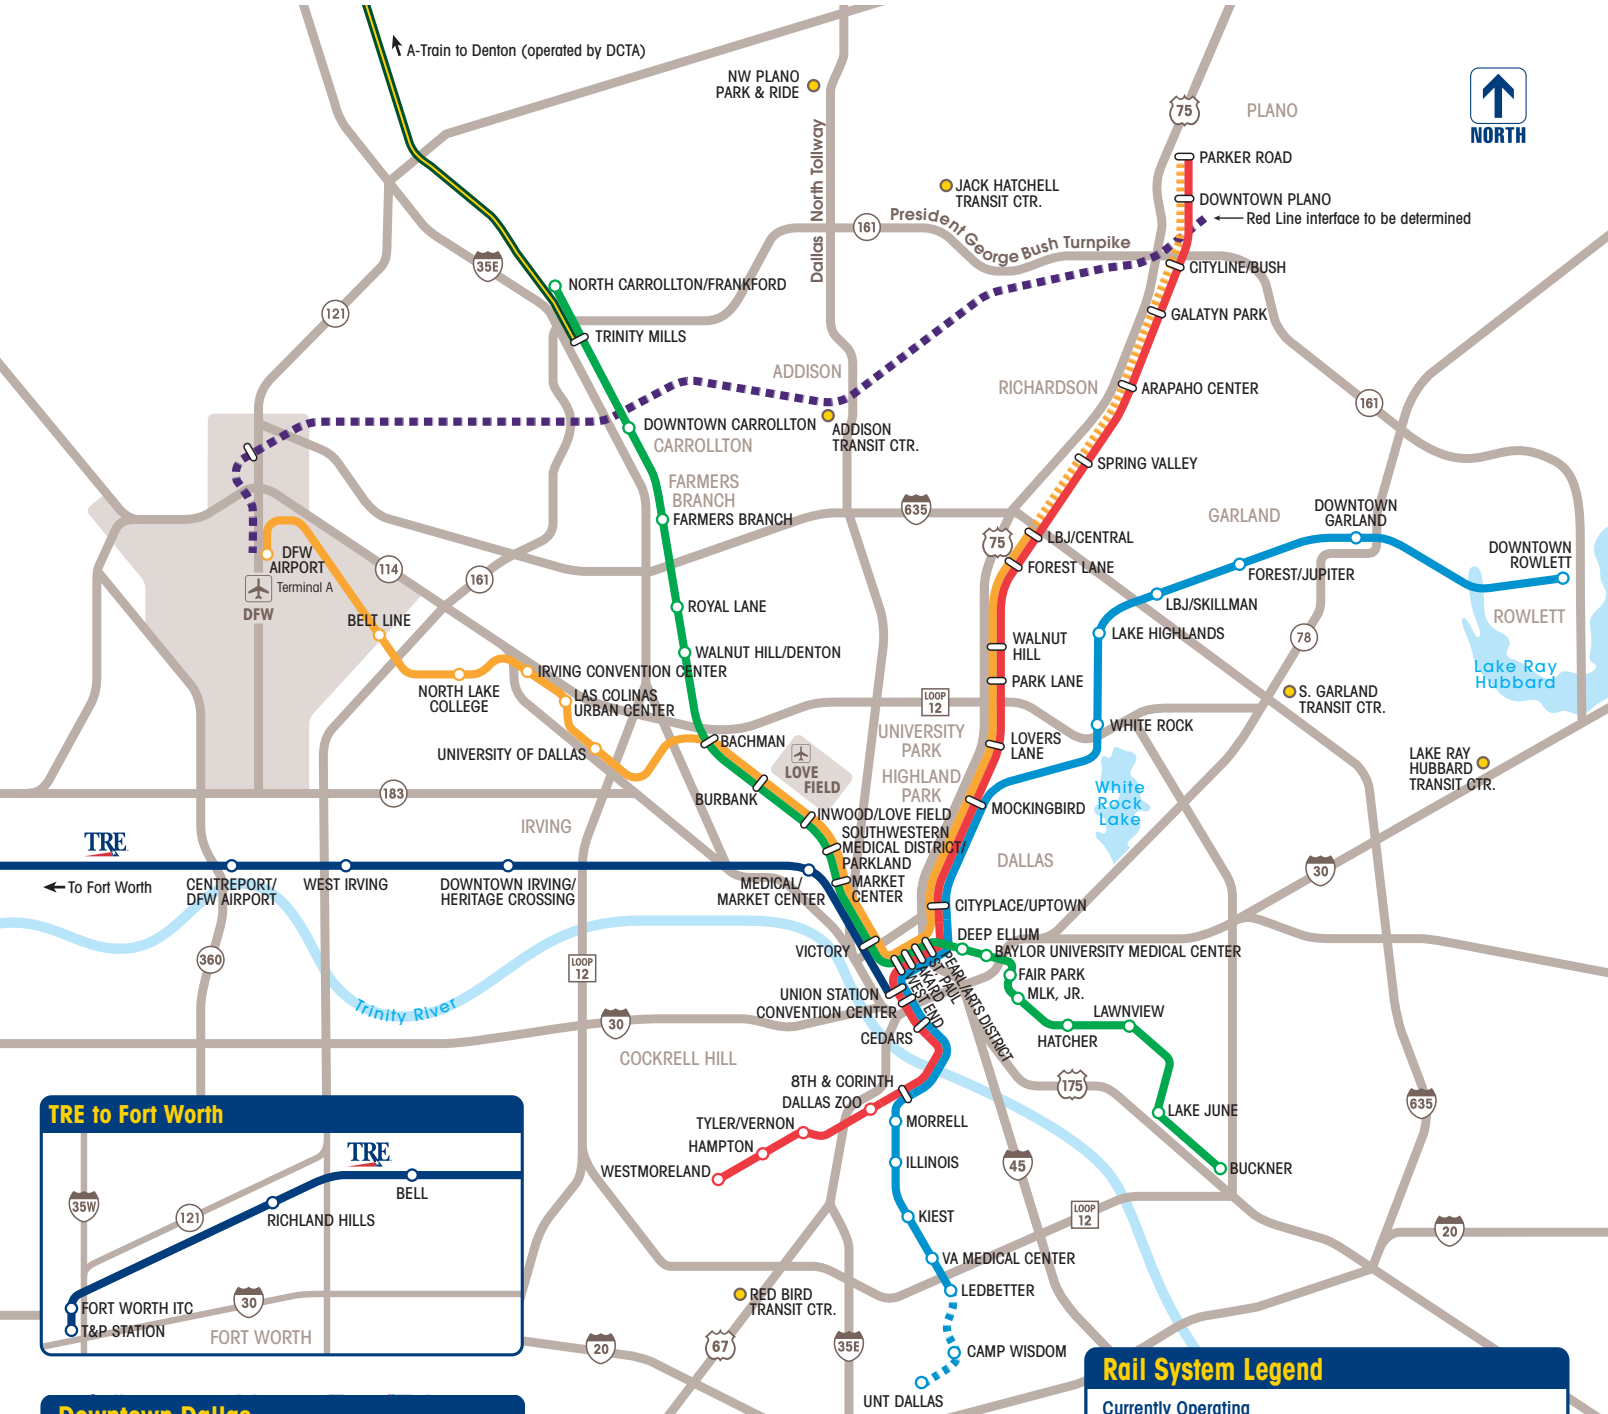 A-Train to Denton (operated by DCTA)
NW PLANO
PARK & RIDE
75
PLANO
NORTH
PARKER ROAD
Dallas North Tollway
JACK HATCHELL
TRANSIT CTR.
DOWNTOWN PLANO
Red Line interface to be determined
161
President George Bush Turnpike
35E
CITYLINE/BUSH
NORTH CARROLLTON/FRANKFORD
121
GALATYN PARK
TRINITY MILLS
ADDISON
RICHARDSON
ARAPAHO CENTER
161
DOWNTOWN CARROLLTON
ADDISON
TRANSIT CTR.
CARROLLTON
SPRING VALLEY
FARMERS
BRANCH
635
DOWNTOWN
GARLAND
GARLAND
FARMERS BRANCH
75
LBJ/CENTRAL
DOWNTOWN
ROWLETT
DFW
AIRPORT
Terminal A
DFW
114
161
FOREST LANE
FOREST/JUPITER
LBJ/SKILLMAN
ROYAL LANE
BELT LINE
LAKE HIGHLANDS
78
ROWLETT
WALNUT
HILL
WALNUT HILL/DENTON
IRVING CONVENTION CENTER
PARK LANE
Lake Ray
Hubbard
NORTH LAKE
COLLEGE
LAS COLINAS
URBAN CENTER
LOOP
12
S. GARLAND
TRANSIT CTR.
WHITE ROCK
UNIVERSITY
PARK
LOVERS
LANE
BACHMAN
UNIVERSITY OF DALLAS
LOVE
FIELD
HIGHLAND
PARK
LAKE RAY
HUBBARD
TRANSIT CTR.
183
BURBANK
White
Rock
Lake
MOCKINGBIRD
INWOOD/LOVE FIELD
IRVING
SOUTHWESTERN
MEDICAL DISTRICT/
PARKLAND
TRE
DALLAS
30
To Fort Worth
CENTREPORT/
DFW AIRPORT
WEST IRVING
DOWNTOWN IRVING/
HERITAGE CROSSING
MEDICAL/
MARKET CENTER
MARKET
CENTER
CITYPLACE/UPTOWN
DEEP ELLUM
VICTORY
BAYLOR UNIVERSITY MEDICAL CENTER
360
LOOP
12
FAIR PARK
PEARL/ARTS DISTRICT
ST. PAUL
AKARD
WEST END
MLK, JR.
UNION STATION
CONVENTION CENTER
Trinity River
LAWNVIEW
30
CEDARS
HATCHER
COCKRELL HILL
8TH & CORINTH
175
DALLAS ZOO
635
LAKE JUNE
TRE to Fort Worth
TYLER/VERNON
MORRELL
HAMPTON
TRE
ILLINOIS
45
WESTMORELAND
BUCKNER
BELL
35W
121
RICHLAND HILLS
KIEST
LOOP
12
20
VA MEDICAL CENTER
LEDBETTER
30
RED BIRD
TRANSIT CTR.
FORT WORTH ITC
T&P STATION
FORT WORTH
20
67
35E
CAMP WISDOM
UNT DALLAS
Rail System Legend
Currently Operating
Downtown Dallas